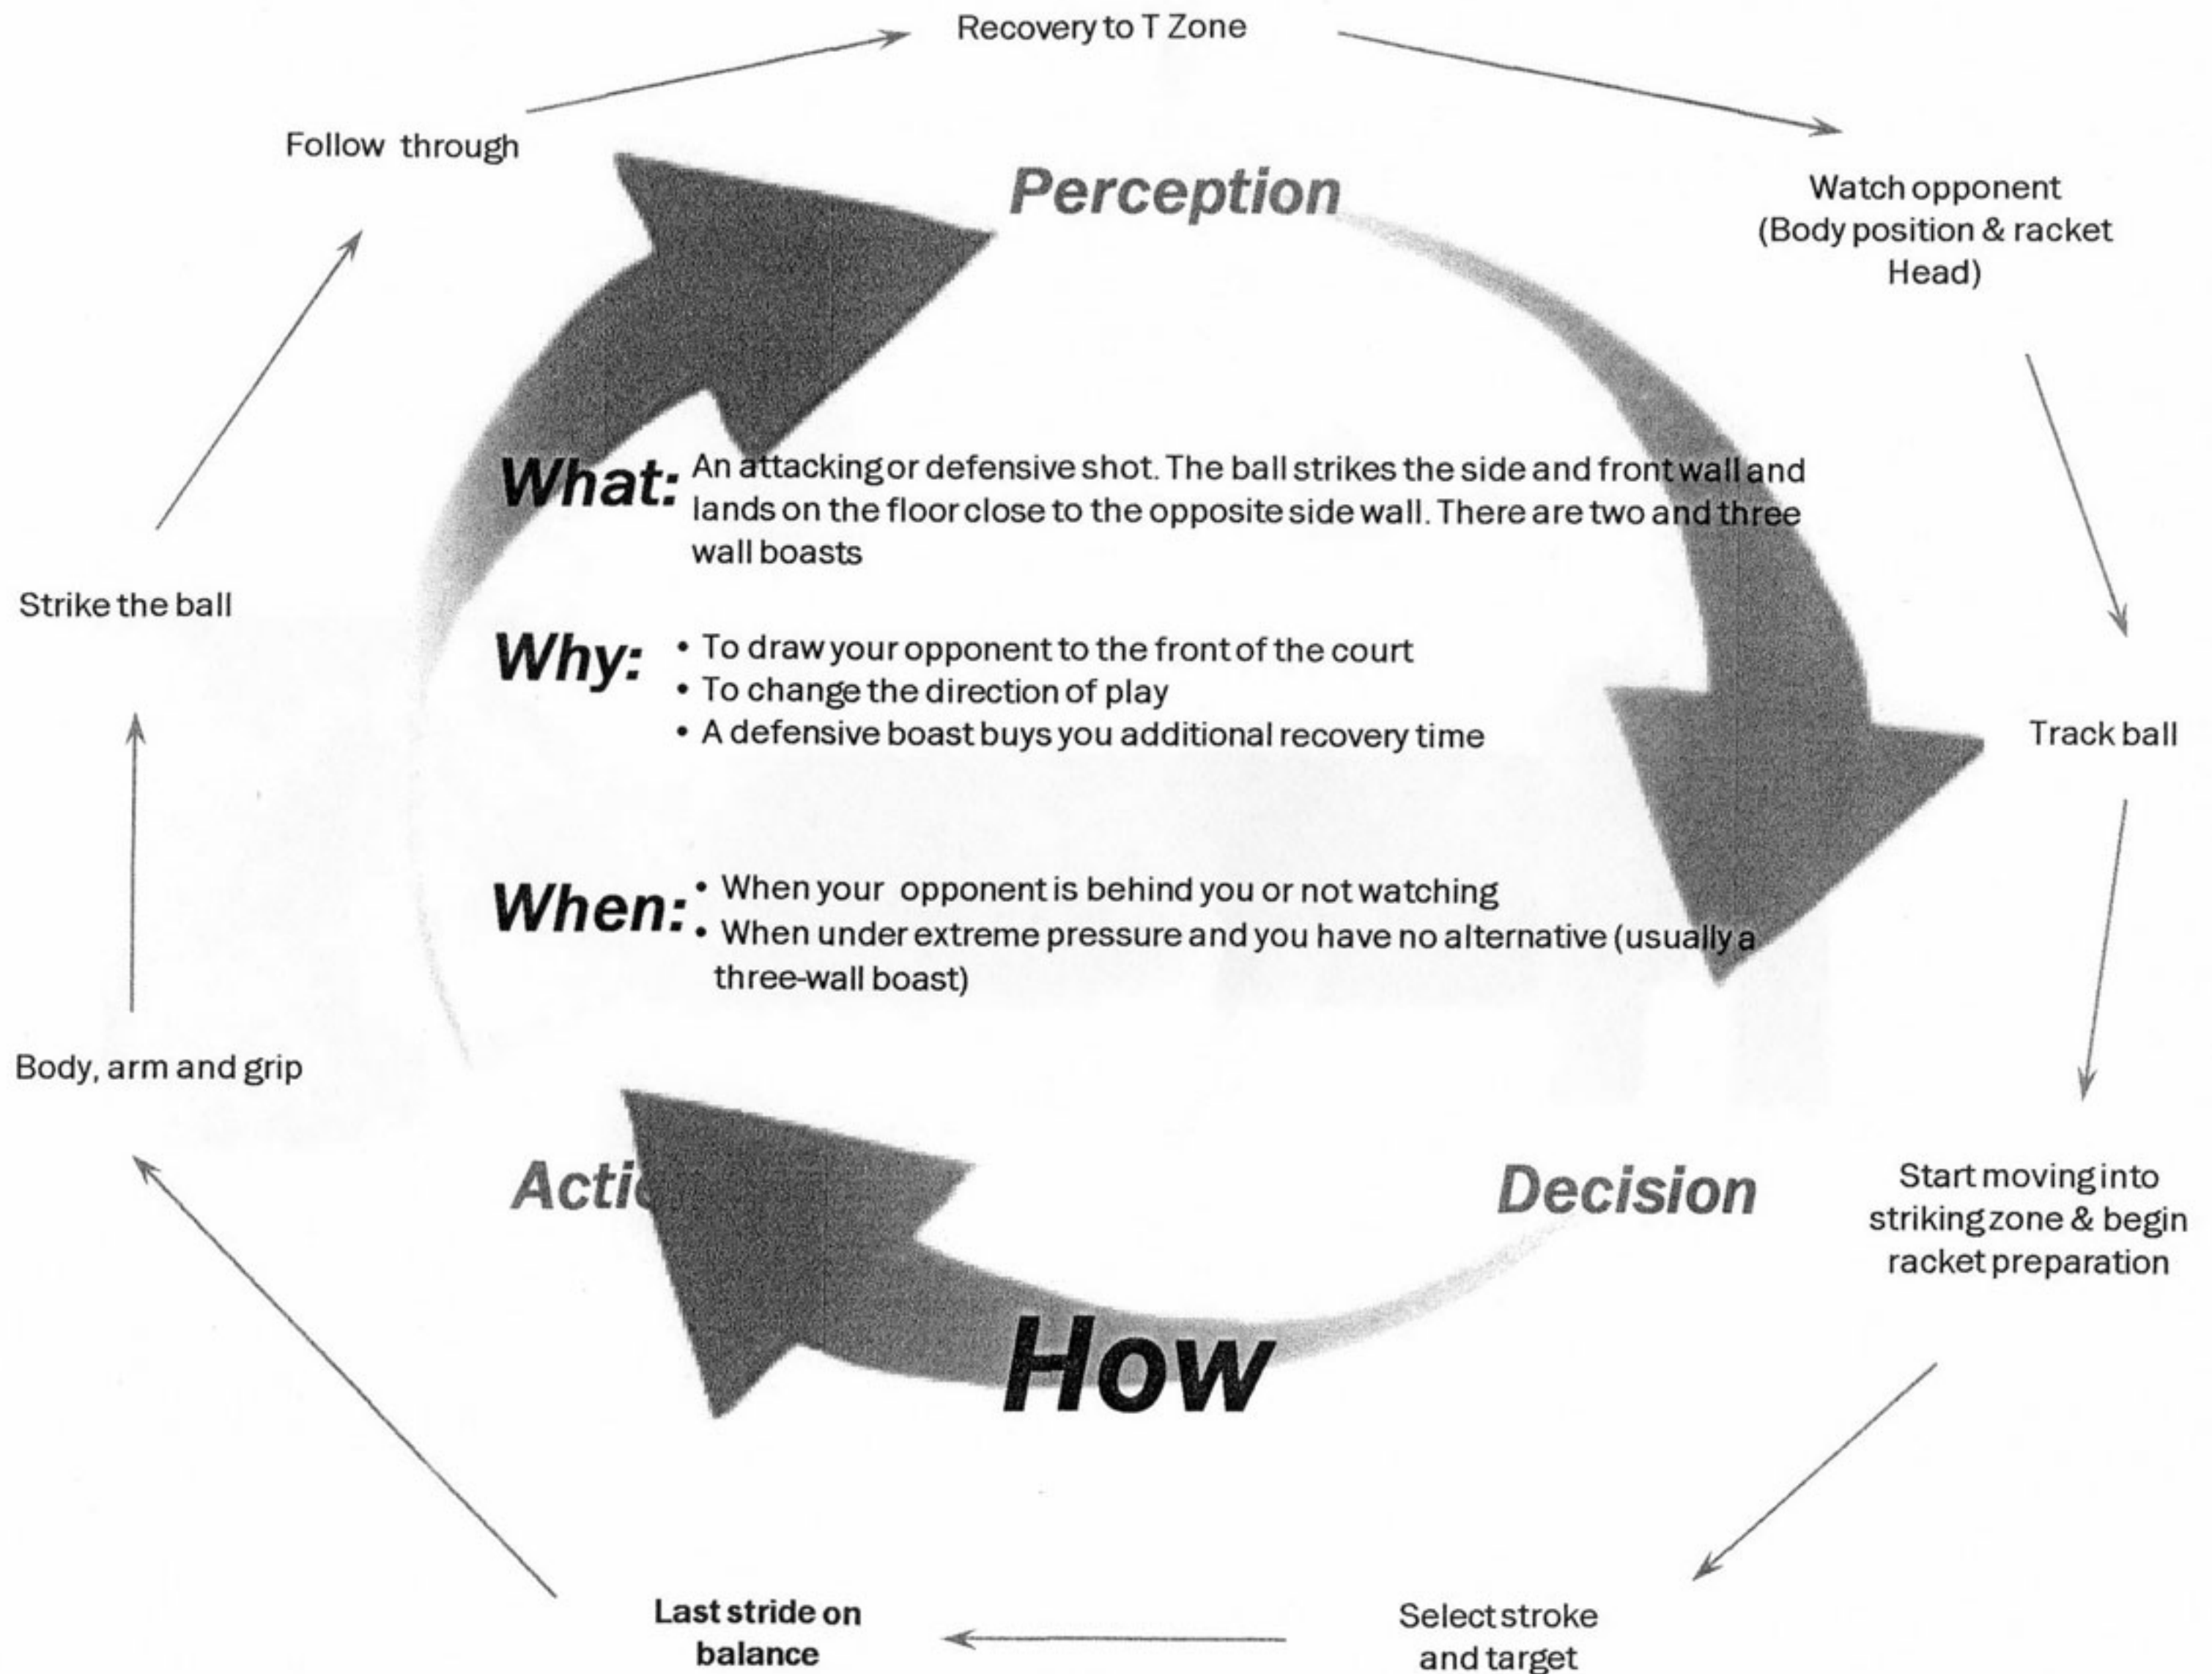 Recovery to T Zone
Follow through
Perception
Watch opponent
(Body position & racket
Head)
What: An attacking or defensive shot. The ball strikes the side and front wall and
lands on the floor close to the opposite side wall. There are two and three
wall boasts
Strike the ball
Why: • To draw your opponent to the front of the court
• To change the direction of play
• A defensive boast buys you additional recovery time
Track ball
When: • When your opponent is behind you or not watching
• When under extreme pressure and you have no alternative (usually a
three-wall boast)
Body, arm and grip
Decision
Start moving into
striking zone & begin
racket preparation
How
Last stride on
balance
Select stroke
and target